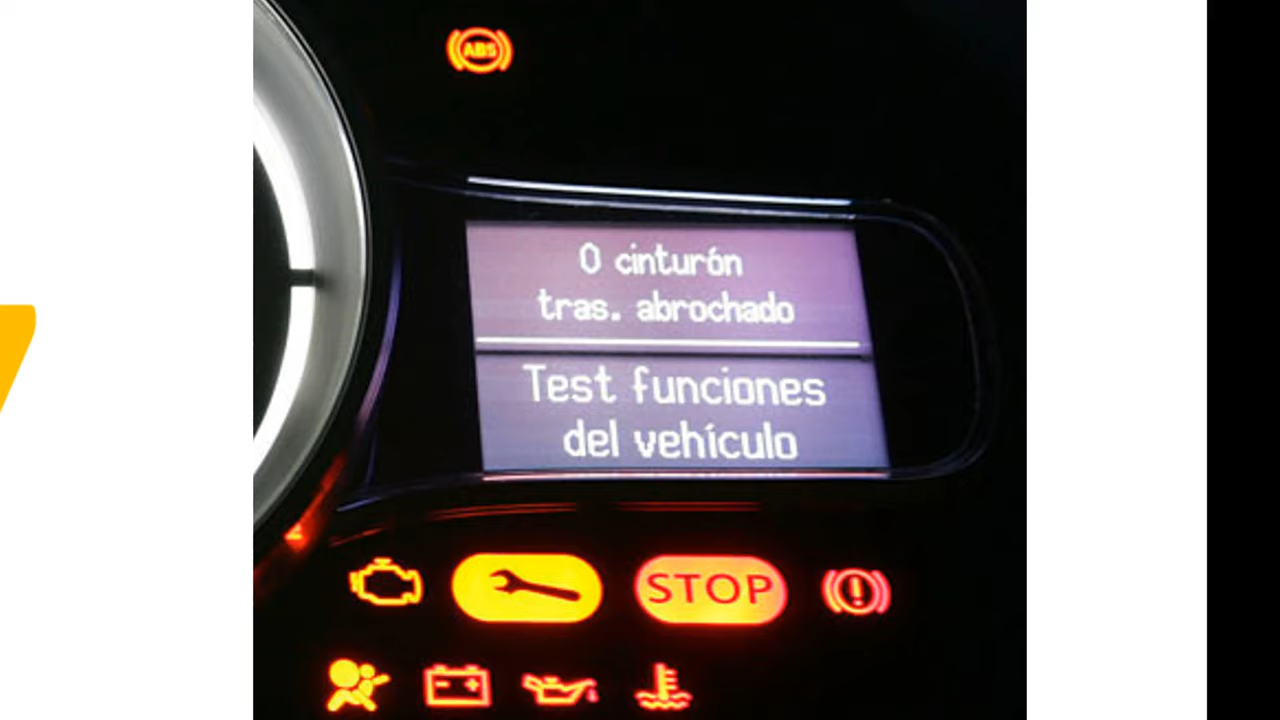 ABS
0 cinturón
tras. abrochado
Test funciones
del vehículo
STOP